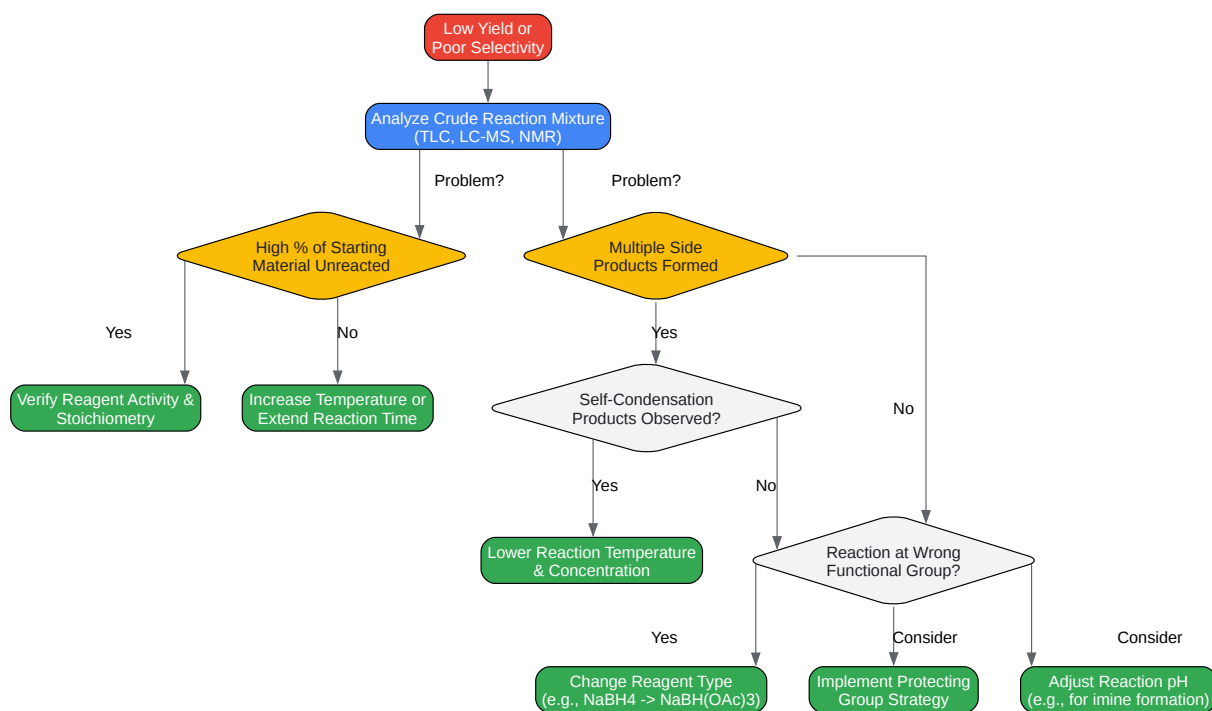 Low Yield or
Poor Selectivity
Analyze Crude Reaction Mixture
(TLC, LC-MS, NMR)
Problem?
Problem?
High % of Starting
Material Unreacted
Multiple Side
Products Formed
Yes
No
Yes
Verify Reagent Activity &
Stoichiometry
Increase Temperature or
Extend Reaction Time
Self-Condensation
Products Observed?
No
Yes
No
Lower Reaction Temperature
& Concentration
Reaction at Wrong
Functional Group?
Yes
Consider
Consider
Change Reagent Type
(e.g., NaBH4 -> NaBH(OAc)3)
Implement Protecting
Group Strategy
Adjust Reaction pH
(e.g., for imine formation)